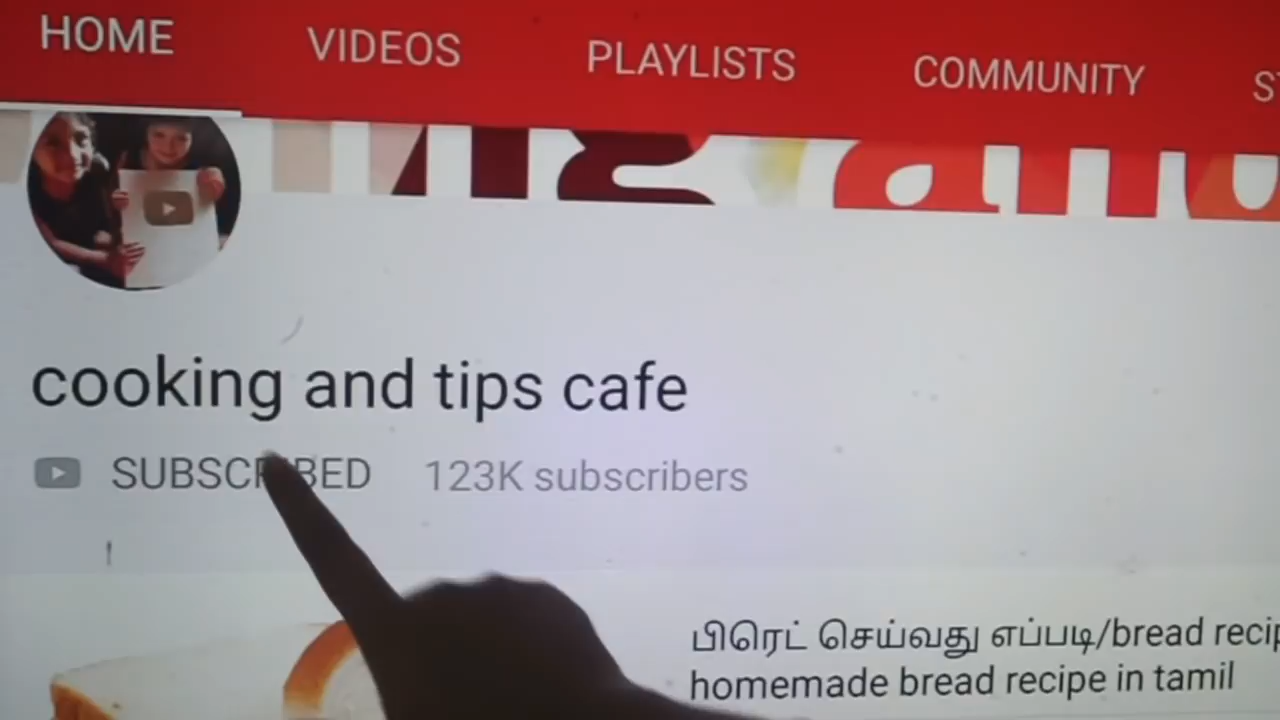 HOME VIDEOS PLAYLISTS COMMUNITY
cooking and tips cafe
SUBSCRIBED 123K subscribers
பிரெட் செய்வது எப்படி/bread
homemade bread recipe in tamil